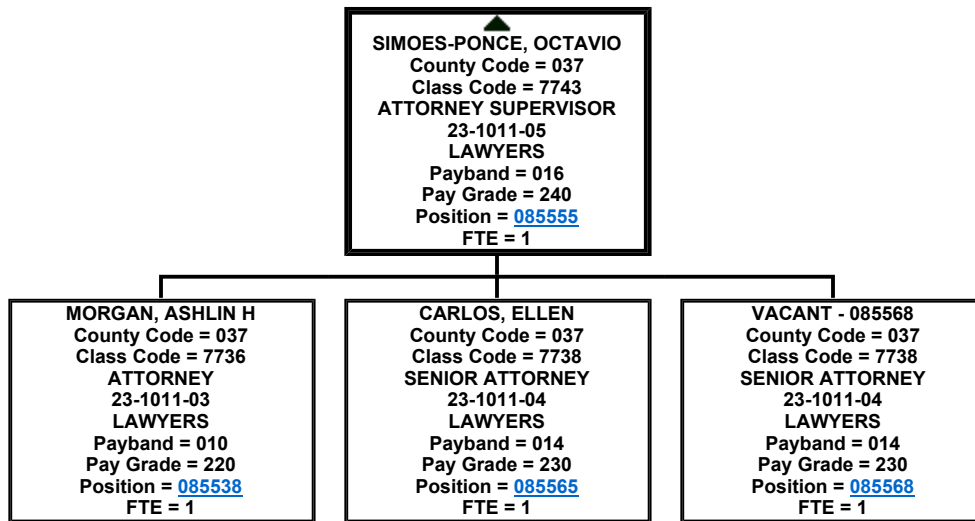 SIMOES-PONCE, OCTAVIO
County Code = 037
Class Code = 7743
ATTORNEY SUPERVISOR
23-1011-05
LAWYERS
Payband = 016
Pay Grade = 240
Position = 085555
FTE = 1
MORGAN, ASHLIN H
County Code = 037
Class Code = 7736
ATTORNEY
23-1011-03
LAWYERS
Payband = 010
Pay Grade = 220
Position = 085538
FTE = 1
CARLOS, ELLEN
County Code = 037
Class Code = 7738
SENIOR ATTORNEY
23-1011-04
LAWYERS
Payband = 014
Pay Grade = 230
Position = 085565
FTE = 1
VACANT - 085568
County Code = 037
Class Code = 7738
SENIOR ATTORNEY
23-1011-04
LAWYERS
Payband = 014
Pay Grade = 230
Position = 085568
FTE = 1